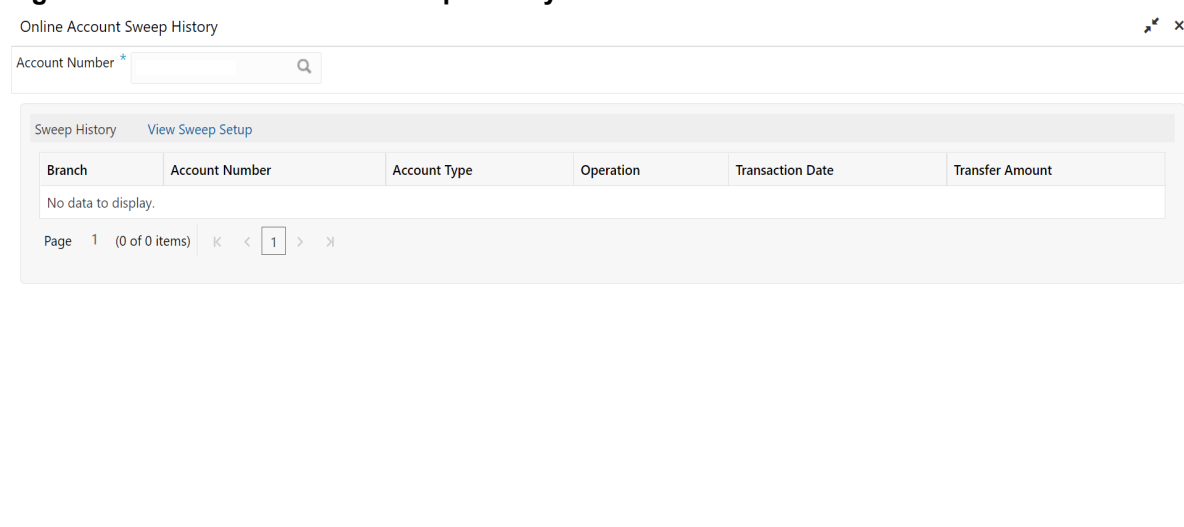 Online Account Sweep History
Account Number *
Sweep History View Sweep Setup
Branch Account Number Account Type Operation Transaction Date Transfer Amount
No data to display.
Page 1 (0 of 0 items) 1